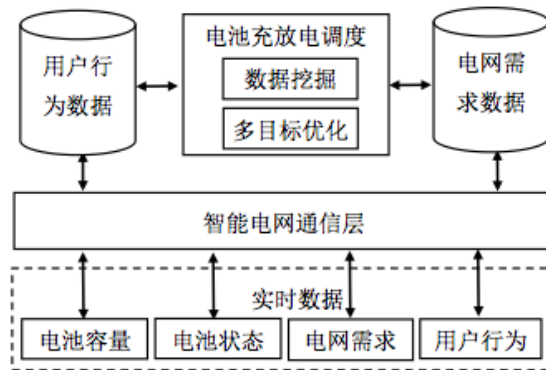 用户行
为数据
电池充放电调度
数据挖掘
多目标优化
电网需
求数据
智能电网通信层
实时数据
电池容量
电池状态
电网需求
用户行为